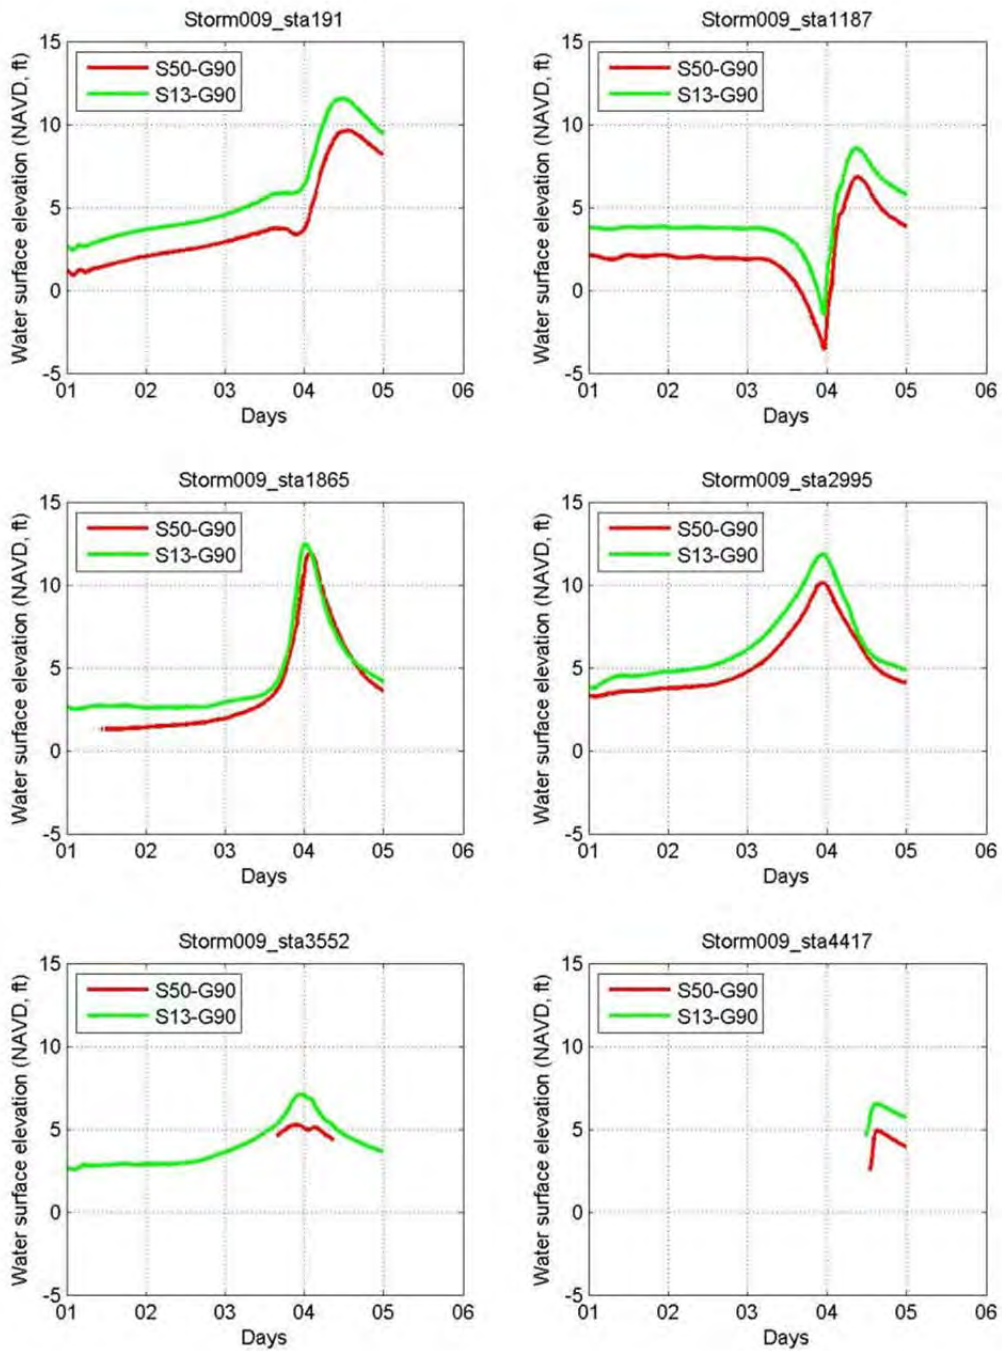 Storm009_sta191
Water surface elevation (NAVD, ft)
15
10
5
0
-5
S50-G90
S13-G90
01 02 03 04 05 06
Days
Storm009_sta1187
Water surface elevation (NAVD, ft)
15
10
5
0
-5
S50-G90
S13-G90
01 02 03 04 05 06
Days
Storm009_sta1865
Water surface elevation (NAVD, ft)
15
10
5
0
-5
S50-G90
S13-G90
01 02 03 04 05 06
Days
Storm009_sta2995
Water surface elevation (NAVD, ft)
15
10
5
0
-5
S50-G90
S13-G90
01 02 03 04 05 06
Days
Storm009_sta3552
Water surface elevation (NAVD, ft)
15
10
5
0
-5
S50-G90
S13-G90
01 02 03 04 05 06
Days
Storm009_sta4417
Water surface elevation (NAVD, ft)
15
10
5
0
-5
S50-G90
S13-G90
01 02 03 04 05 06
Days